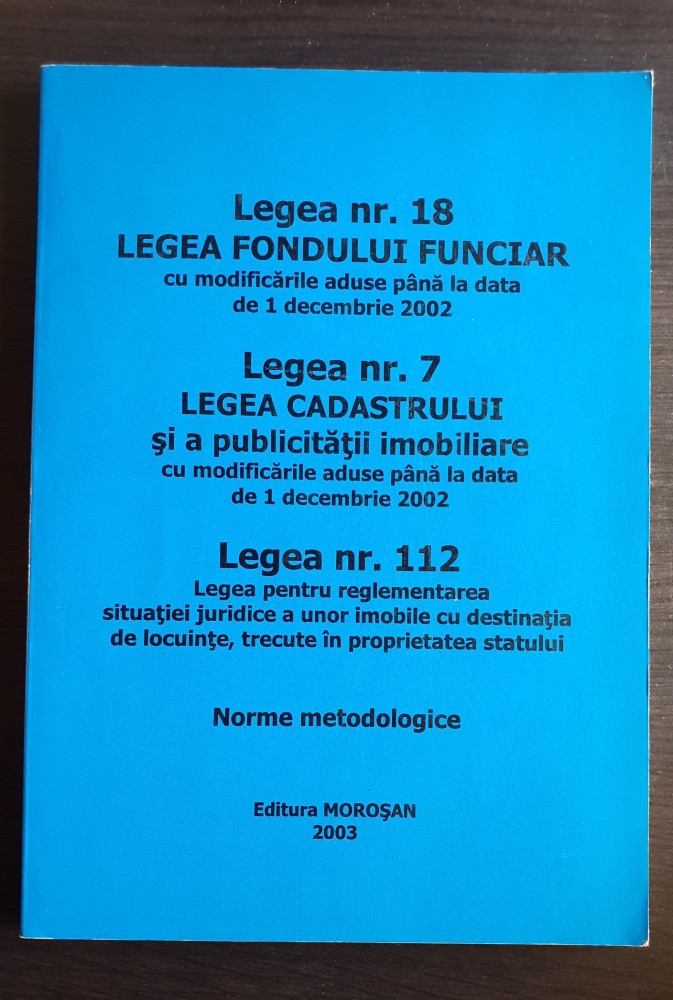 Legea nr. 18
LEGEA FONDULUI FUNCIAR
cu modificările aduse până la data
de 1 decembrie 2002
Legea nr. 7
LEGEA CADASTRULUI
şi a publicităţii imobiliare
cu modificările aduse până la data
de 1 decembrie 2002
Legea nr. 112
Legea pentru reglementarea
situaţiei juridice a unor imobile cu destinaţia
de locuinţe, trecute în proprietatea statului
Norme metodologice
Editura MOROŞAN
2003